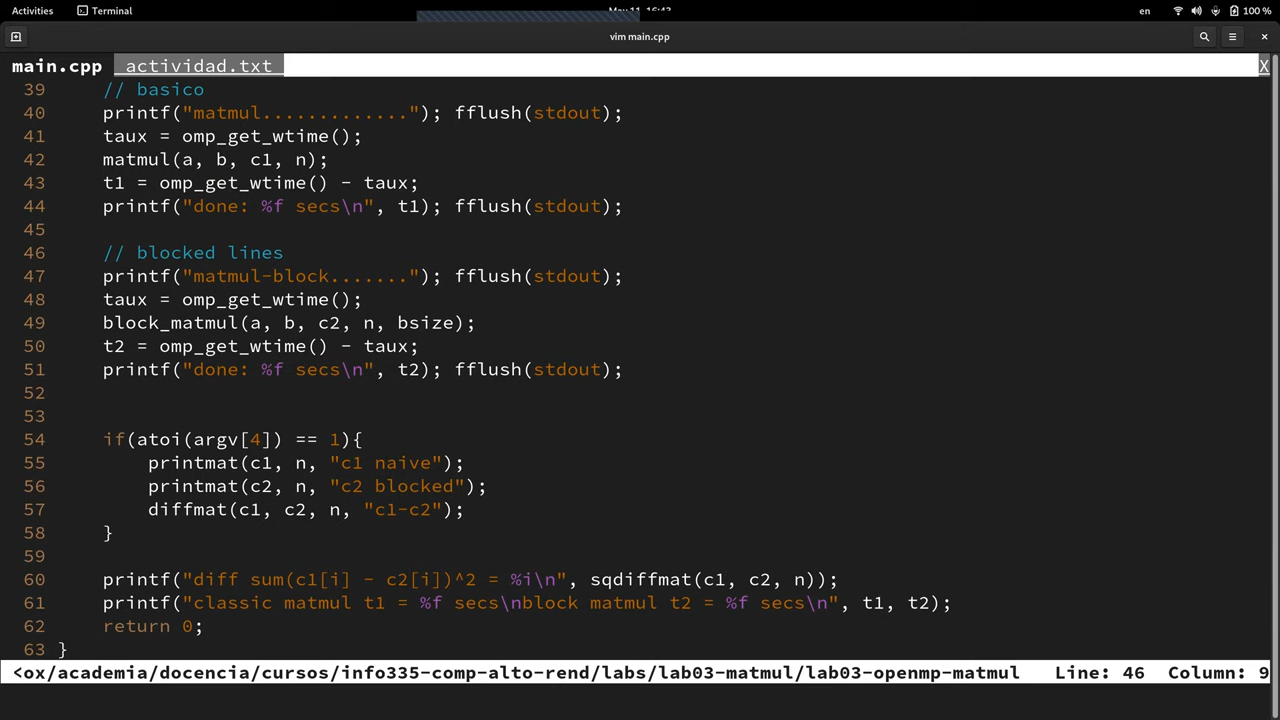 Activities Terminal May 11 16:43 en 100 %
vim main.cpp
main.cpp actividad.txt X
39 // basico
40 printf("matmul............."); fflush(stdout);
41 taux = omp_get_wtime();
42 matmul(a, b, c1, n);
43 t1 = omp_get_wtime() - taux;
44 printf("done: %f secs\n", t1); fflush(stdout);
45
46 // blocked lines
47 printf("matmul-block......."); fflush(stdout);
48 taux = omp_get_wtime();
49 block_matmul(a, b, c2, n, bsize);
50 t2 = omp_get_wtime() - taux;
51 printf("done: %f secs\n", t2); fflush(stdout);
52
53
54 if(atoi(argv[4]) == 1){
55 printmat(c1, n, "c1 naive");
56 printmat(c2, n, "c2 blocked");
57 diffmat(c1, c2, n, "c1-c2");
58 }
59
60 printf("diff sum(c1[i] - c2[i])^2 = %i\n", sqdiffmat(c1, c2, n));
61 printf("classic matmul t1 = %f secs\nblock matmul t2 = %f secs\n", t1, t2);
62 return 0;
63 }
<ox/academia/docencia/cursos/info335-comp-alto-rend/labs/lab03-matmul/lab03-openmp-matmul Line: 46 Column: 9